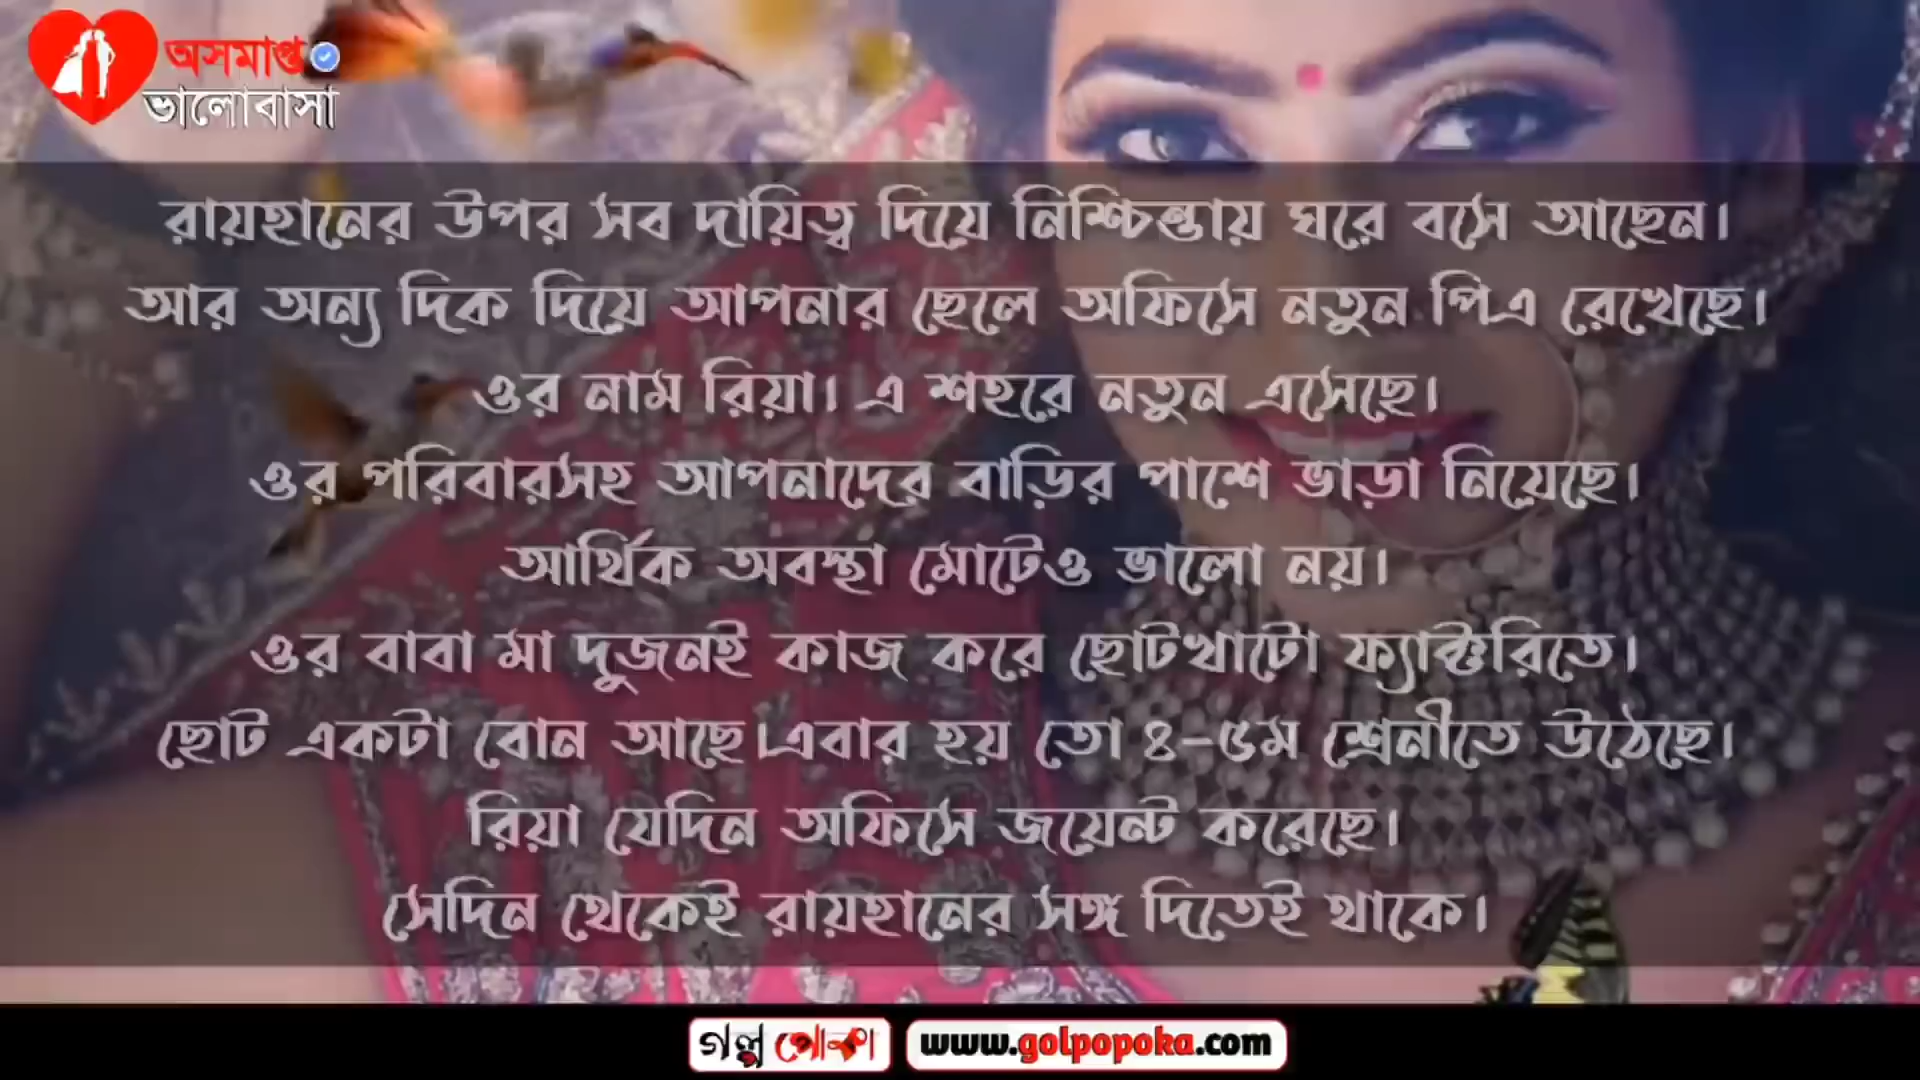 অসমাপ্ত
ভালোবাসা
রায়হানের উপর সব দায়িত্ব দিয়ে নিশ্চিন্তায় ঘরে বসে আছেন।
আর অন্য দিক দিয়ে আপনার ছেলে অফিসে নতুন পিএ রেখেছে।
ওর নাম রিয়া। এ শহরে নতুন এসেছে।
ওর পরিবারসহ আপনাদের বাড়ির পাশে ভাড়া নিয়েছে।
আর্থিক অবস্থা মোটেও ভালো নয়।
ওর বাবা মা দুজনই কাজ করে ছোটখাটো ফ্যাক্টরিতে।
ছোট একটা বোন আছে।এবার হয় তো ৪-৫ম শ্রেনীতে উঠেছে।
রিয়া যেদিন অফিসে জয়েন্ট করেছে।
সেদিন থেকেই রায়হানের সঙ্গ দিতেই থাকে।
গল্প পোকা www.golpopoka.com